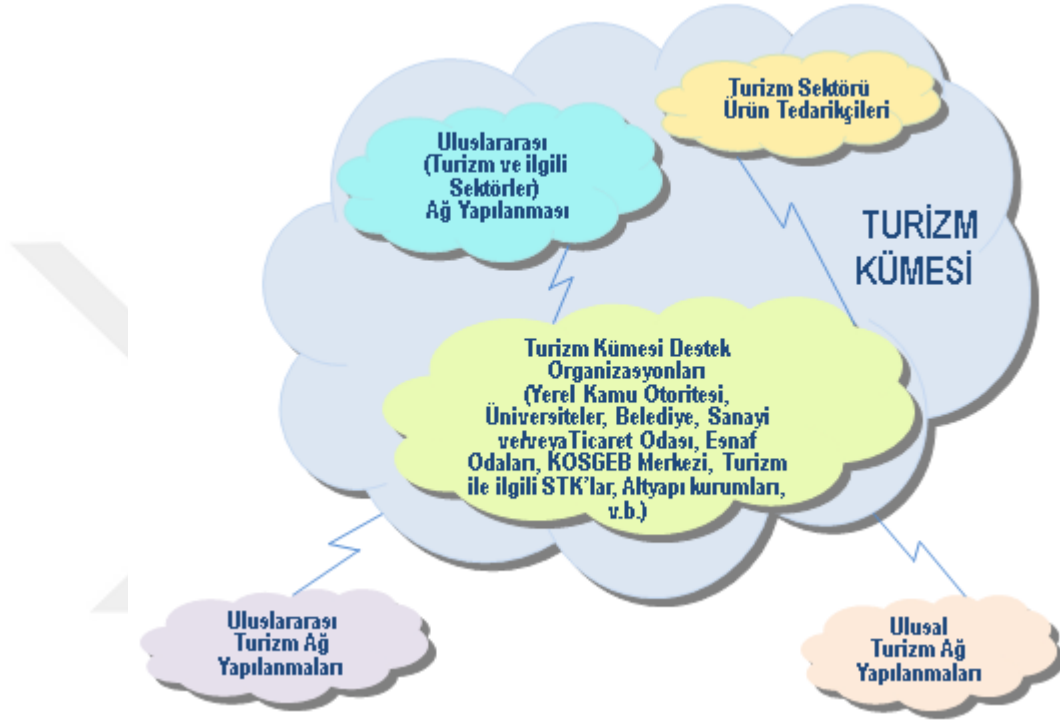 Turizm Sektörü
Ürün Tedarikçileri
Uluslararası
(Turizm ve ilgili
Sektörler)
Ağ Yapılanması
TURİZM
KÜMESİ
Turizm Kümesi Destek
Organizasyonları
(Yerel Kamu Otoritesi,
Üniversiteler, Belediye, Sanayi
ve/veyaTicaret Odası, Esnaf
Odaları, KOSGEB Merkezi, Turizm
ile ilgili STK'lar, Altyapı kurumları,
v.b.)
Uluslararası
Turizm Ağ
Yapılanmaları
Ulusal
Turizm Ağ
Yapılanmaları